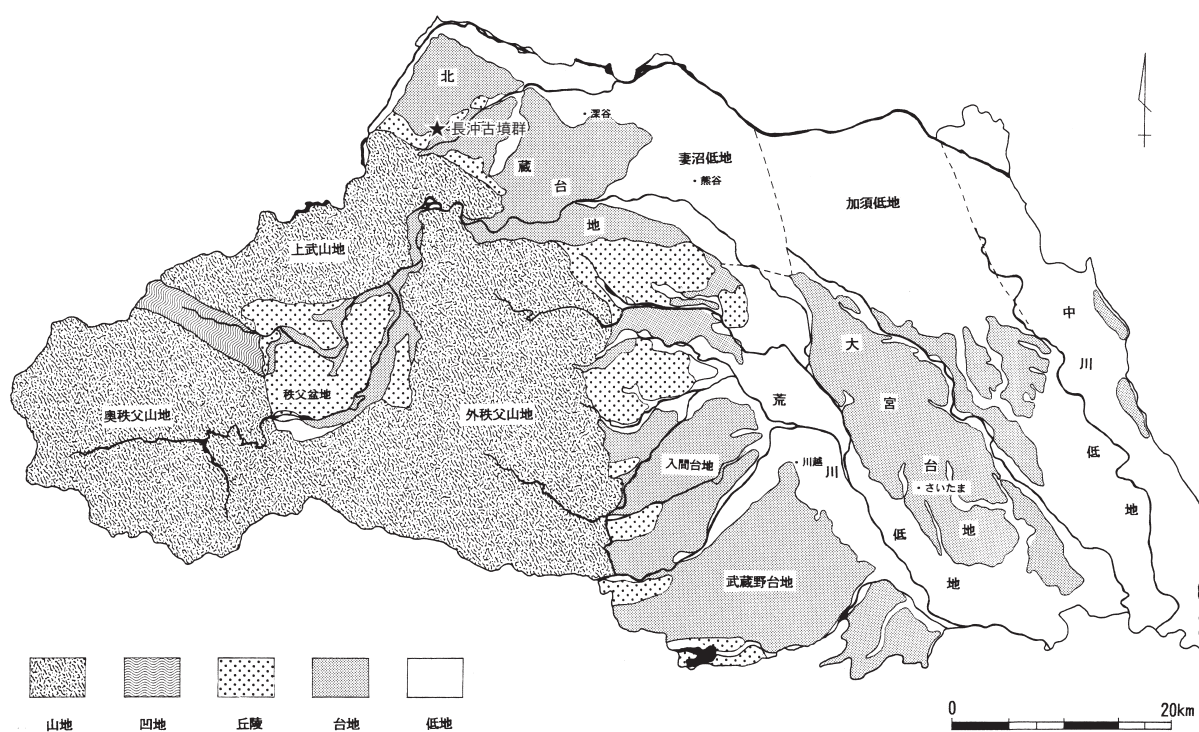 北
★長沖古墳群
・深谷
蔵
台
地
妻沼低地
・熊谷
加須低地
上武山地
中
川
低
地
大
宮
台
地
・さいたま
秩父盆地
奥秩父山地
外秩父山地
荒
川
低
地
入間台地
・川越
武蔵野台地
山地
凹地
丘陵
台地
低地
0
20km